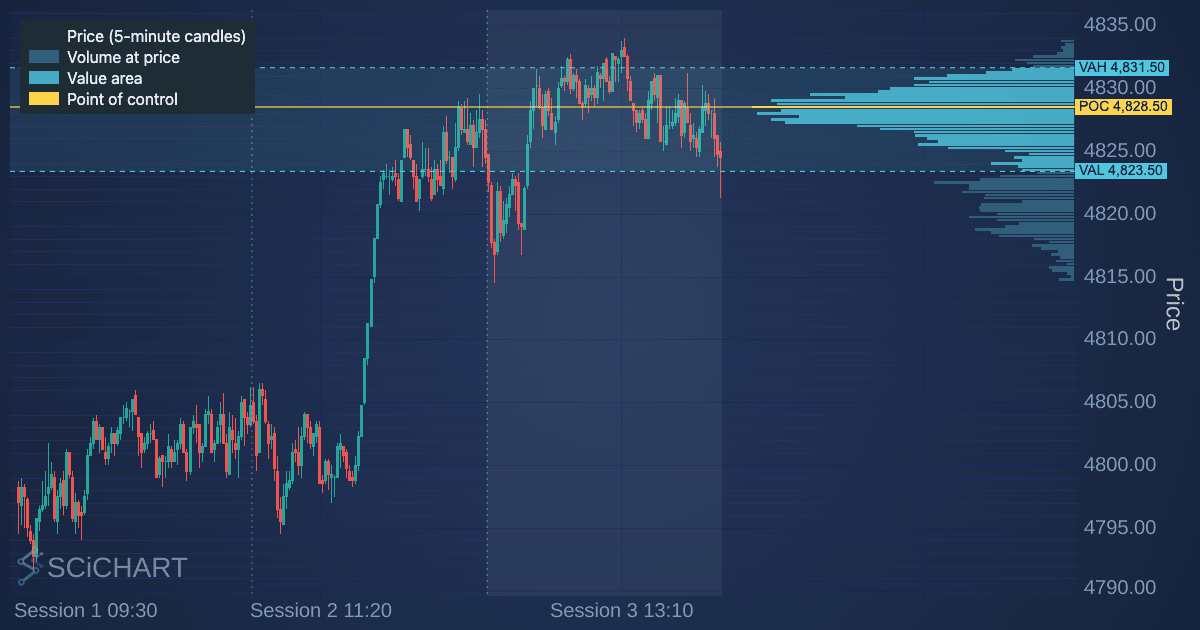 Price (5-minute candles)
Volume at price
Value area
Point of control
4835.00
VAH 4,831.50
4830.00
POC 4,828.50
4825.00
VAL 4,823.50
4820.00
4815.00
4810.00
4805.00
4800.00
4795.00
4790.00
Price
SCiCHART
Session 1 09:30
Session 2 11:20
Session 3 13:10